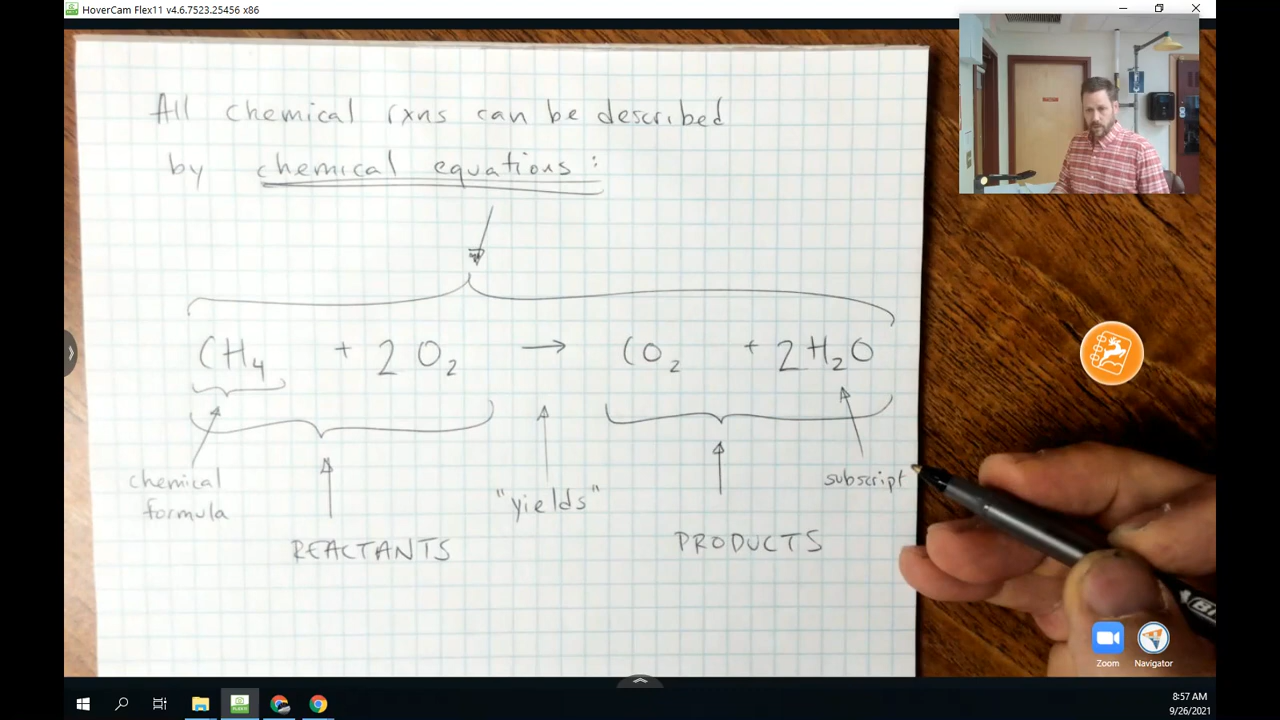 HoverCam Flex11 v4.6.7523.25456 x86
All chemical rxns can be described
by chemical equations:
CH4 + 2 O2 → CO2 + 2 H2O
chemical
formula
"yields"
subscript
REACTANTS
PRODUCTS
Zoom
Navigator
8:57 AM
9/26/2021